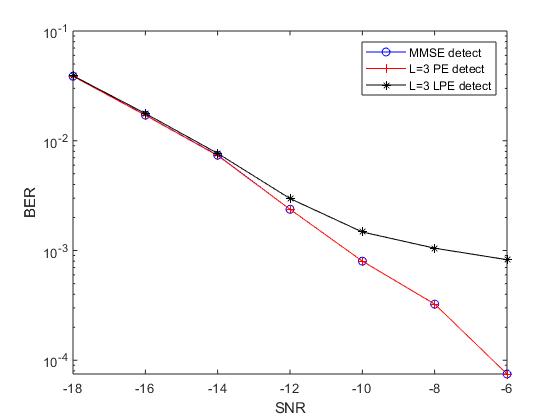 10^-1
10^-2
10^-3
10^-4
BER
-18 -16 -14 -12 -10 -8 -6
SNR
MMSE detect
L=3 PE detect
L=3 LPE detect